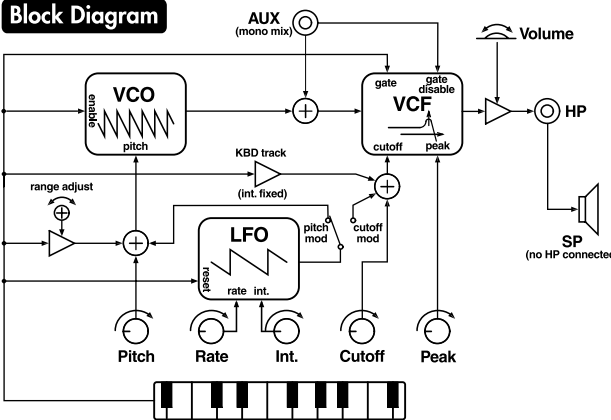 Block Diagram
AUX
(mono mix)
Volume
gate
gate
disable
VCO
enable
pitch
VCF
cutoff
peak
HP
KBD track
(int. fixed)
range adjust
pitch
mod
cutoff
mod
LFO
reset
rate
int.
SP
(no HP connecte
Pitch
Rate
Int.
Cutoff
Peak